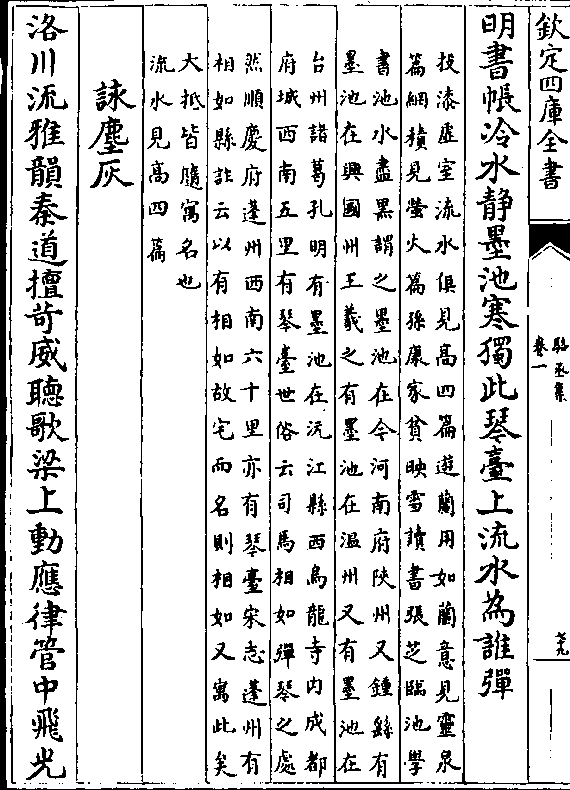 欽定四庫全書
駱丞集
卷一
明書帳冷水静墨池寒獨此琴臺上流水為誰彈
投漆虚室流水俱見髙四篇遊蘭用如蘭意見靈泉
篇網積見螢火篇孫康家貧映雪讀書張芝臨池學
書池水盡黑謂之墨池在今河南府陜州又鍾繇有
墨池在興國州王羲之有墨池在温州又有墨池在
台州諸葛孔明有墨池在沅江縣西烏龍寺内成都
府城西南五里有琴臺世俗云司馬相如彈琴之處
然順慶府蓬州西南六十里亦有琴臺宋志蓬州有
相如縣註云以有相如故宅而名則相如又寓此矣
大抵皆隨寓名也
流水見髙四篇
詠塵灰
洛川流雅韻秦道擅苛威聽歌梁上動應律管中飛光